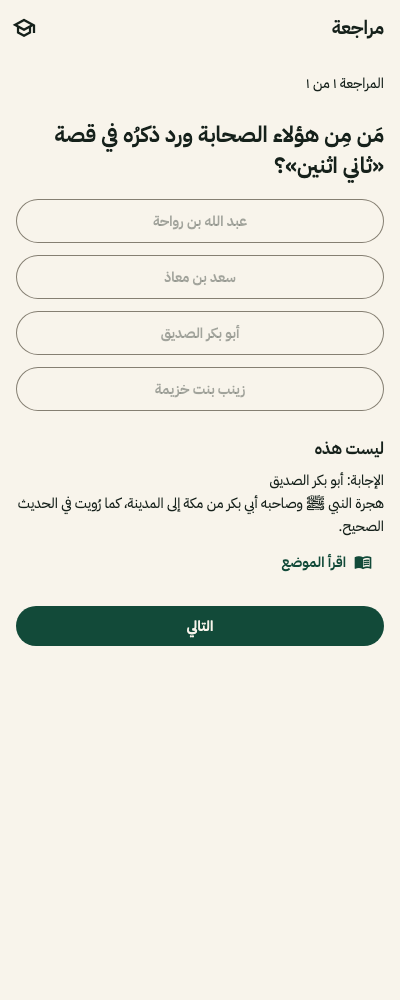 مراجعة
المراجعة ١ من ١
مَن مِن هؤلاء الصحابة ورد ذكرُه في قصة
«ثاني اثنين»؟
عبد الله بن رواحة
سعد بن معاذ
أبو بكر الصديق
زينب بنت خزيمة
ليست هذه
الإجابة: أبو بكر الصديق
هجرة النبي ﷺ وصاحبه أبي بكر من مكة إلى المدينة، كما رُويت في الحديث
الصحيح.
اقرأ الموضع
التالي